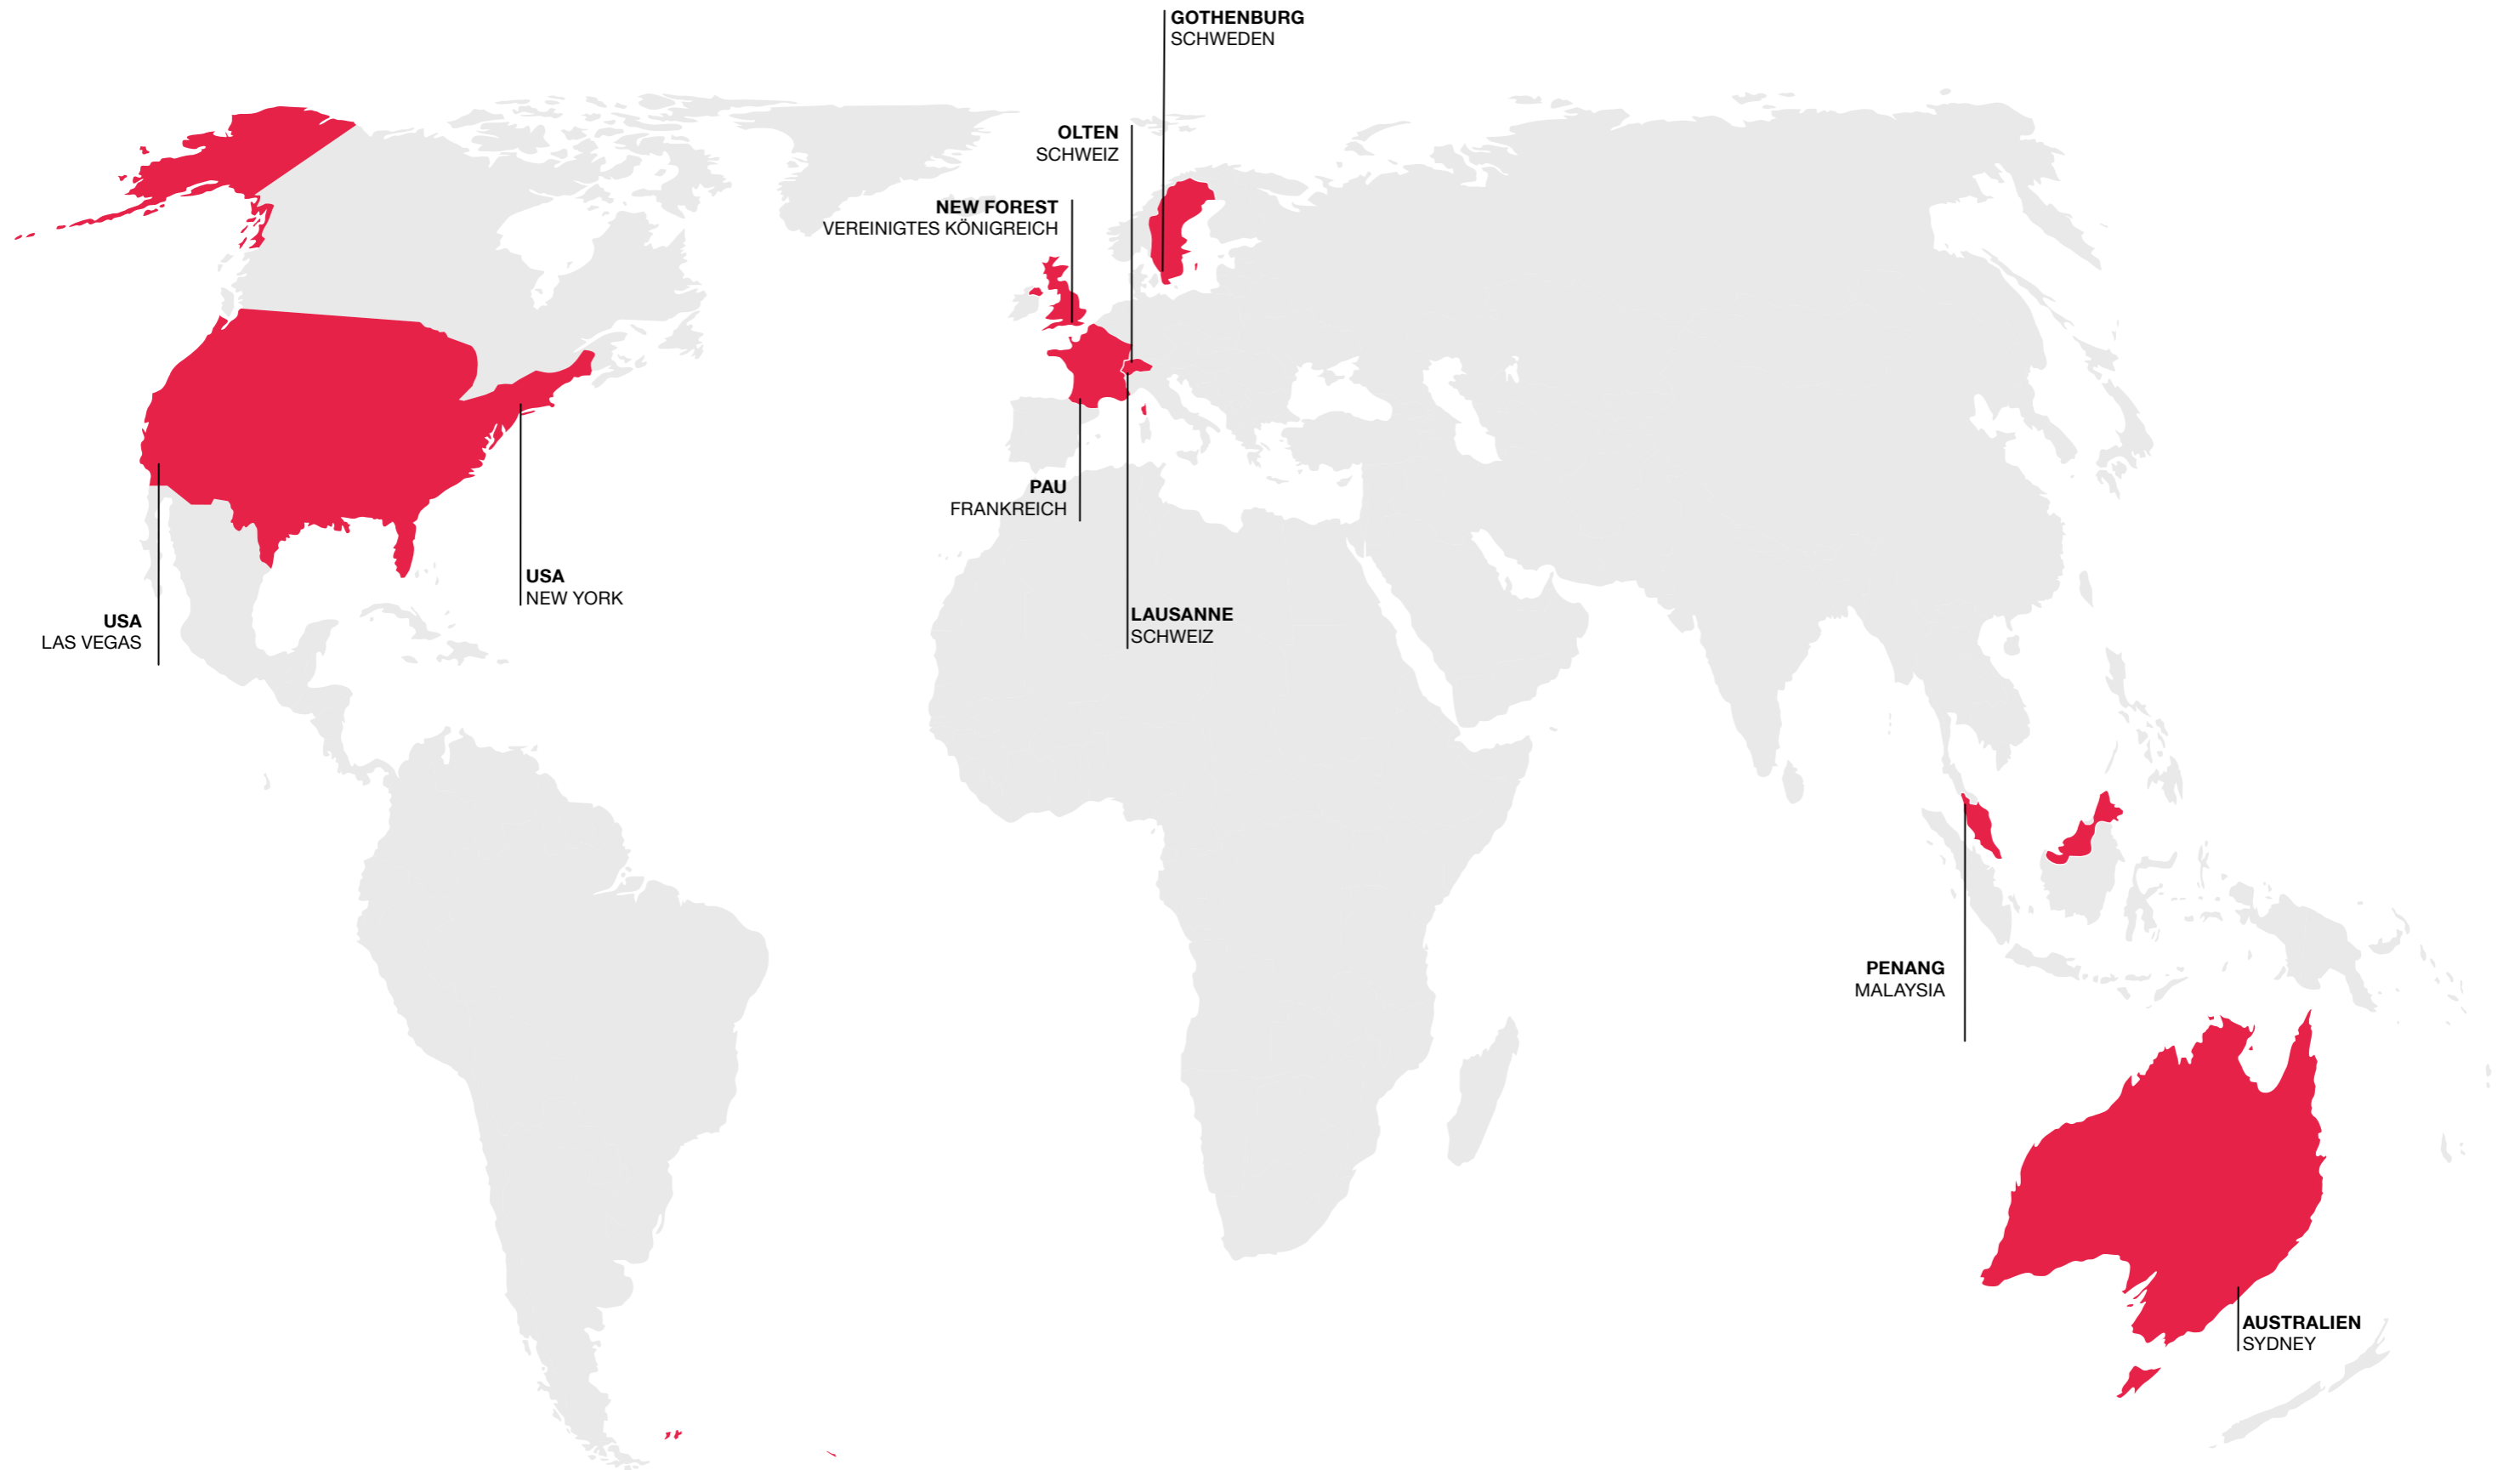 GOTHENBURG
SCHWEDEN
OLTEN
SCHWEIZ
NEW FOREST
VEREINIGTES KÖNIGREICH
PAU
FRANKREICH
USA
NEW YORK
USA
LAS VEGAS
LAUSANNE
SCHWEIZ
PENANG
MALAYSIA
AUSTRALIEN
SYDNEY